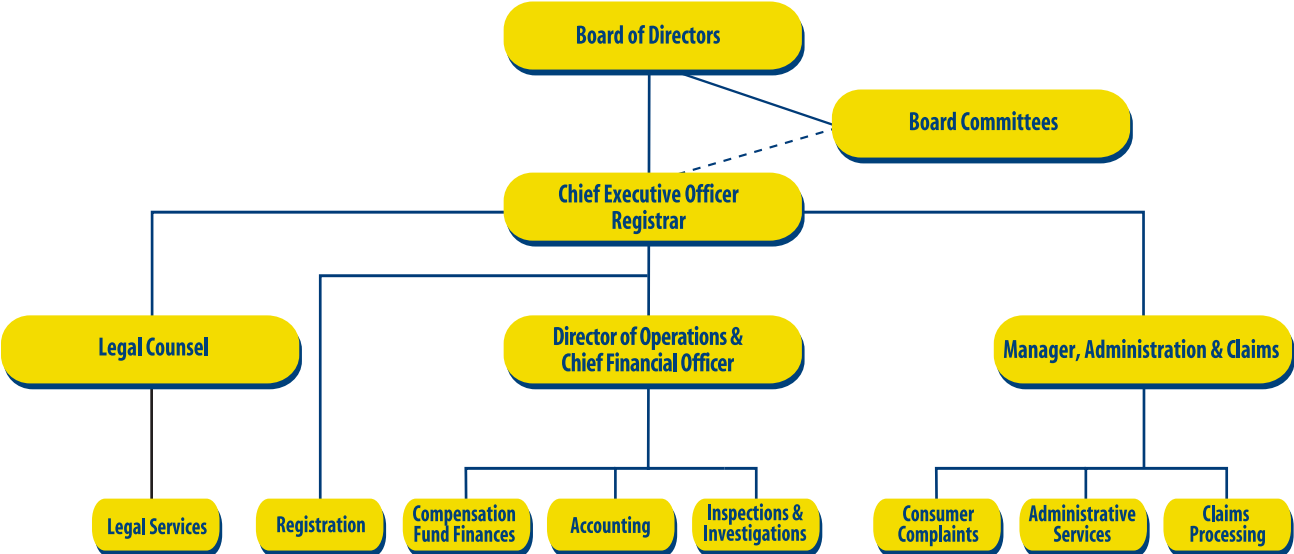 Board of Directors
Board Committees
Chief Executive Officer
Registrar
Legal Counsel
Director of Operations &
Chief Financial Officer
Manager, Administration & Claims
Legal Services
Registration
Compensation
Fund Finances
Accounting
Inspections &
Investigations
Consumer
Complaints
Administrative
Services
Claims
Processing